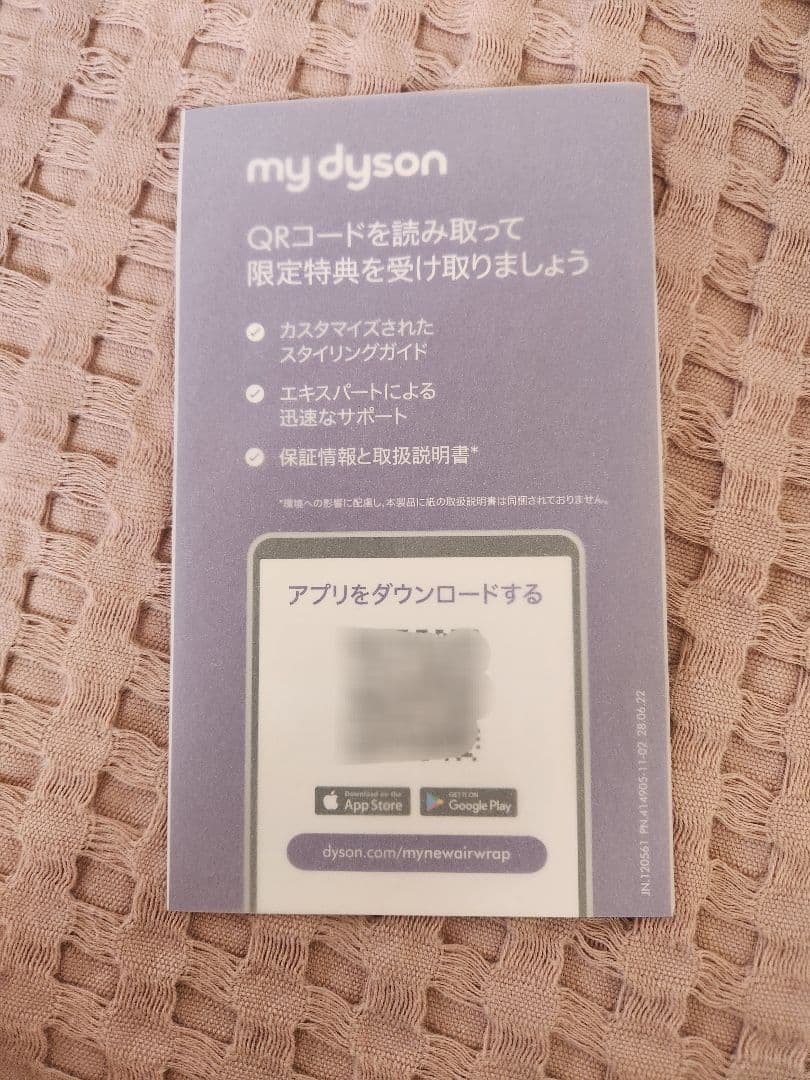 my dyson
QRコードを読み取って
限定特典を受け取りましょう
カスタマイズされた
スタイリングガイド
エキスパートによる
迅速なサポート
保証情報と取扱説明書*
*環境への影響に配慮し、本製品に紙の取扱説明書は同梱されておりません。
アプリをダウンロードする
Download on the
App Store
GET IT ON
Google Play
dyson.com/mynewairwrap
JN.120561 PN.414905-11-02 28.06.22